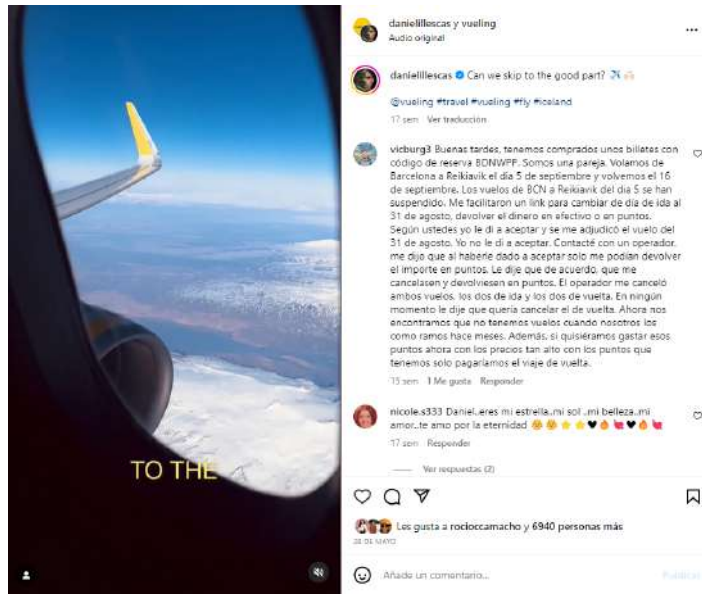 danielillescas y vueling
Audio original
danielillescas Can we skip to the good part?
@vueling #travel #vueling #fly #iceland
17 sem Ver traducción
vicburg3 Buenas tardes, tenemos comprados unos billetes con
código de reserva BDNWPP. Somos una pareja. Volamos de
Barcelona a Reikiavik el día 5 de septiembre y volvemos el 16
de septiembre. Los vuelos de BCN a Reikiavik del dia 5 se han
suspendido. Me facilitaron un link para cambiar de día de ida al
31 de agosto, devolver el dinero en efectivo o en puntos.
Según ustedes yo le di a aceptar y se me adjudicó el vuelo del
31 de agosto. Yo no le di a aceptar. Contacté con un operador,
me dijo que al haberle dado a aceptar solo me podían devolver
el importe en puntos. Le dije que de acuerdo, que me
cancelasen y devolviesen en puntos. El operador me canceló
ambos vuelos, los dos de ida y los dos de vuelta. En ningún
momento le dije que quería cancelar el de vuelta. Ahora nos
encontramos que no tenemos vuelos cuando nosotros los
como ramos hace meses. Además, si quisiéramos gastar esos
puntos ahora con los precios tan alto con los puntos que
tenemos solo pagaríamos el viaje de vuelta.
15 sem 1 Me gusta Responder
nicole.s333 Daniel..eres mi estrella..mi sol ..mi belleza..mi
amor..te amo por la eternidad
17 sem Responder
Ver respuestas (2)
TO THE
Les gusta a rocioccamacho y 6940 personas más
28 DE MAYO
Añade un comentario...
Publicar